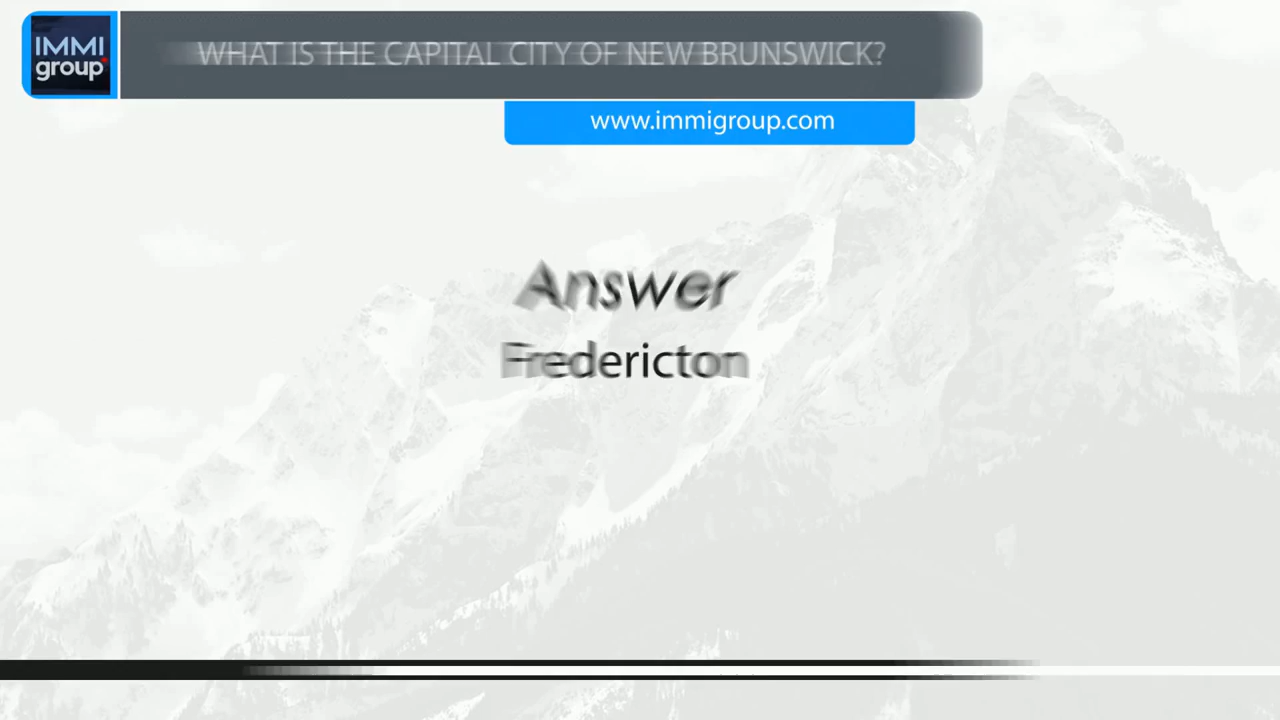 IMMI
group
WHAT IS THE CAPITAL CITY OF NEW BRUNSWICK?
www.immigroup.com
Answer
Fredericton